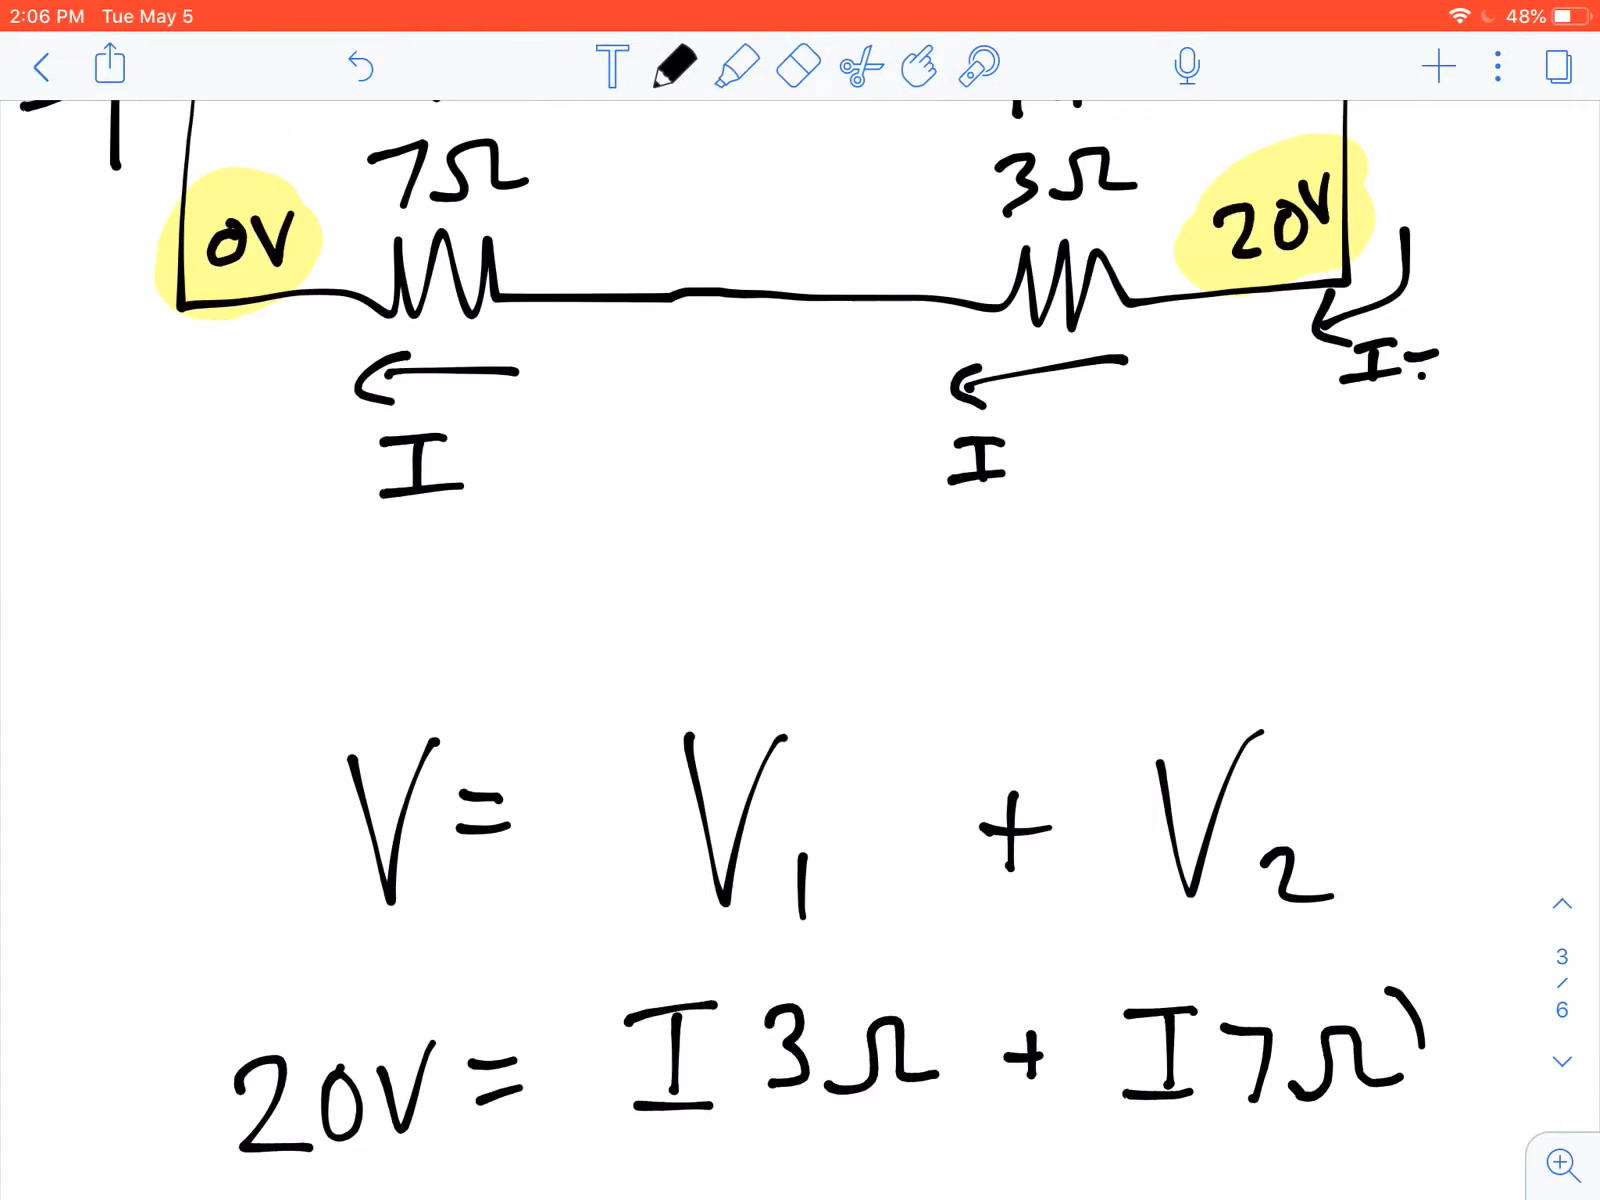 2:06 PM Tue May 5 48%
T
7Ω 3Ω
0V 20V
I=
I I
V = V1 + V2
3
/
6
20V = I 3Ω + I 7Ω)